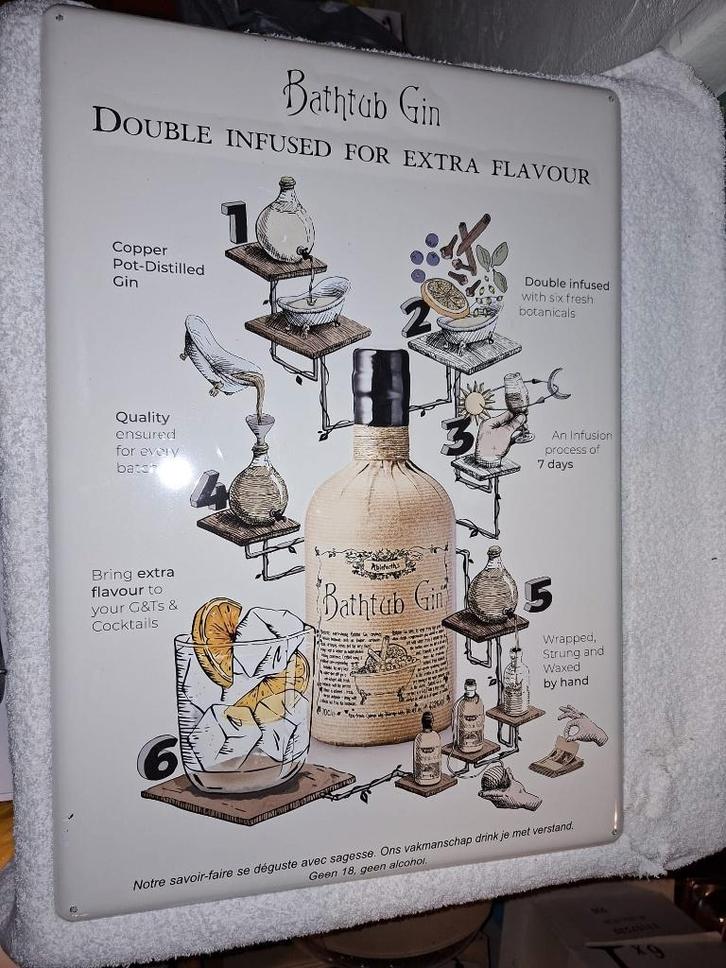 Bathtub Gin
DOUBLE INFUSED FOR EXTRA FLAVOUR
1
Copper
Pot-Distilled
Gin
2
Double infused
with six fresh
botanicals
3
An Infusion
process of
7 days
4
Quality
ensured
for every
5
Wrapped,
Strung and
Waxed
by hand
6
Bring extra
flavour to
your G&Ts &
Cocktails
Ableforth's
Bathtub Gin
Notre savoir-faire se déguste avec sagesse. Ons vakmanschap drink je met verstand.
Geen 18, geen alcohol.